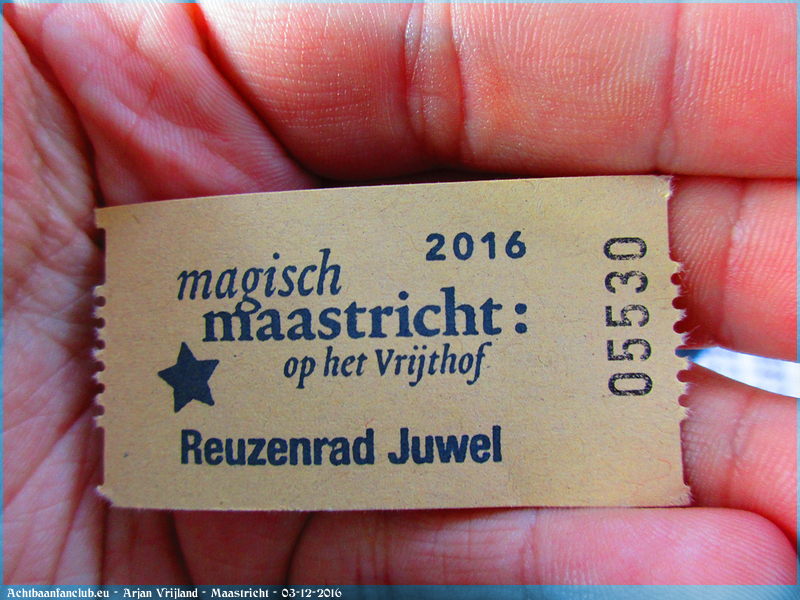 2016
magisch
maastricht:
op het Vrijthof
Reuzenrad Juwel
05530
Achtbaanfanclub.eu - Arjan Vrijland - Maastricht - 03-12-2016